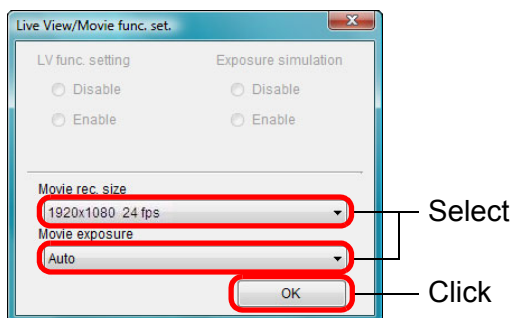 Live View/Movie func. set.
LV func. setting Exposure simulation
Disable Disable
Enable Enable
Movie rec. size
1920x1080 24 fps
Select
Movie exposure
Auto
OK
Click